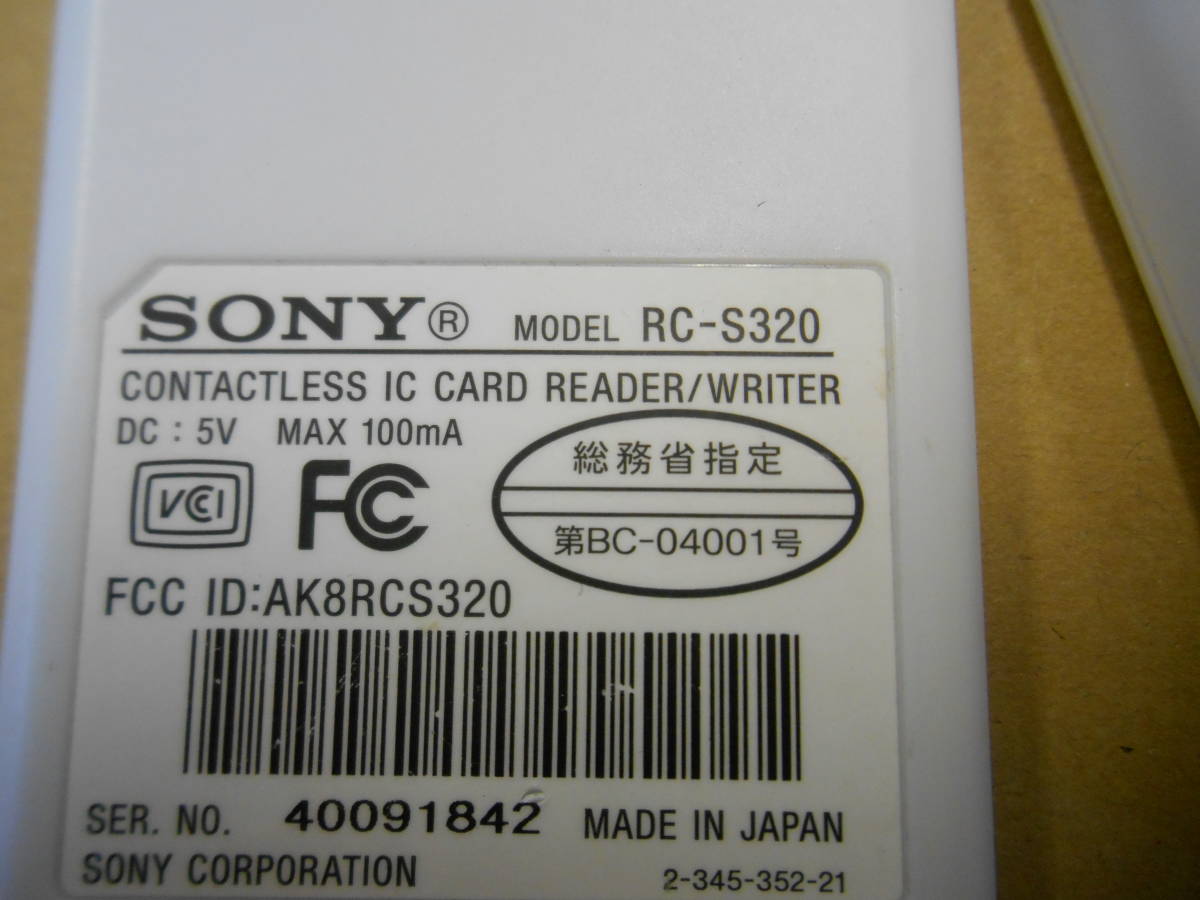 SONY® MODEL RC-S320
CONTACTLESS IC CARD READER/WRITER
DC : 5V MAX 100mA
VCCI FC
総務省指定
第BC-04001号
FCC ID:AK8RCS320
SER. NO. 40091842 MADE IN JAPAN
SONY CORPORATION 2-345-352-21